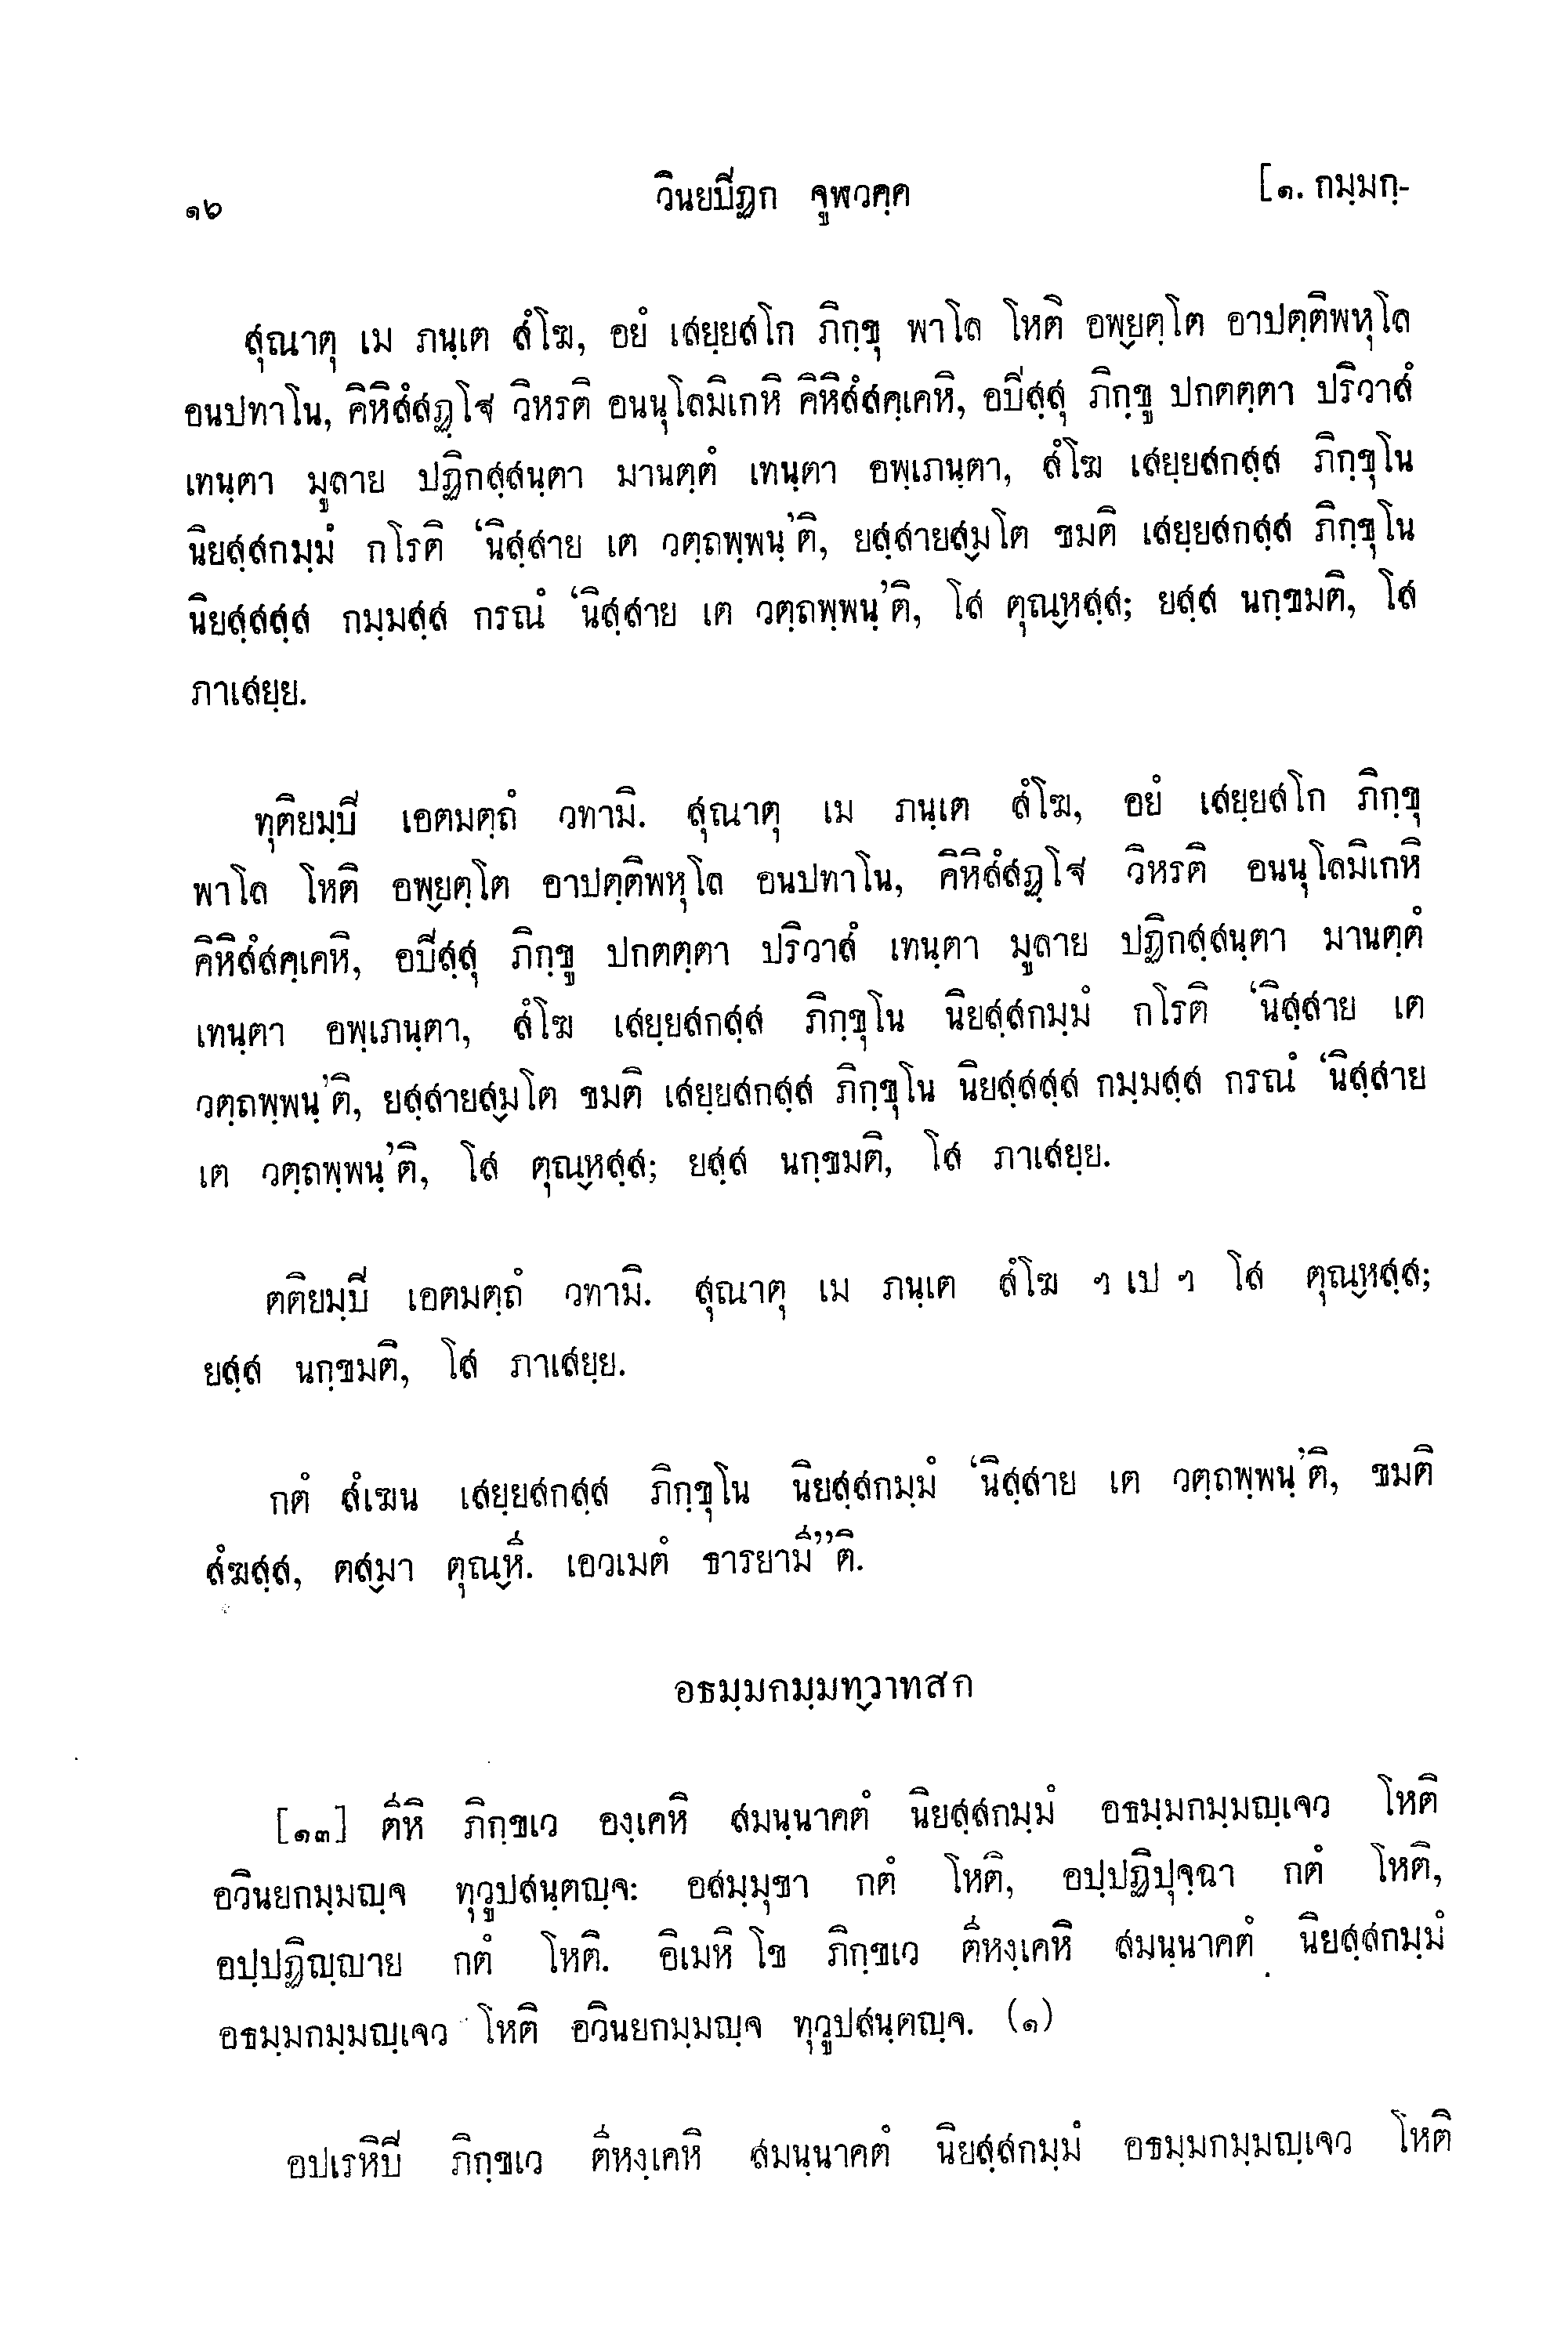 ๑๖ วินยปิฏก จูฬวคฺค [๑. กมฺมกฺ-
สุณาตุ เม ภนฺเต สํโฆ, อยํ เสยฺยสโก ภิกฺขุ พาโล โหติ อพฺยตฺโต อาปตฺติพหุโล
อนปทาโน, คิหิสํสฏฺโฐ วิหรติ อนนุโลมิเกหิ คิหิสํสคฺเคหิ, อปิสฺสุ ภิกฺขู ปกตตฺตา ปริวาสํ
เทนฺตา มูลาย ปฏิกสฺสนฺตา มานตฺตํ เทนฺตา อพฺเภนฺตา, สํโฆ เสยฺยสกสฺส ภิกฺขุโน
นิยสฺสกมฺมํ กโรติ ‘นิสฺสาย เต วตฺถพฺพนฺ’ติ, ยสฺสายสฺมโต ขมติ เสยฺยสกสฺส ภิกฺขุโน
นิยสฺสสฺส กมฺมสฺส กรณํ ‘นิสฺสาย เต วตฺถพฺพนฺ’ติ, โส ตุณฺหสฺส; ยสฺส นกฺขมติ, โส
ภาเสยฺย.
ทุติยมฺปิ เอตมตฺถํ วทามิ. สุณาตุ เม ภนฺเต สํโฆ, อยํ เสยฺยสโก ภิกฺขุ
พาโล โหติ อพฺยตฺโต อาปตฺติพหุโล อนปทาโน, คิหิสํสฏฺโฐ วิหรติ อนนุโลมิเกหิ
คิหิสํสคฺเคหิ, อปิสฺสุ ภิกฺขู ปกตตฺตา ปริวาสํ เทนฺตา มูลาย ปฏิกสฺสนฺตา มานตฺตํ
เทนฺตา อพฺเภนฺตา, สํโฆ เสยฺยสกสฺส ภิกฺขุโน นิยสฺสกมฺมํ กโรติ ‘นิสฺสาย เต
วตฺถพฺพนฺ’ติ, ยสฺสายสฺมโต ขมติ เสยฺยสกสฺส ภิกฺขุโน นิยสฺสสฺส กมฺมสฺส กรณํ ‘นิสฺสาย
เต วตฺถพฺพนฺ’ติ, โส ตุณฺหสฺส; ยสฺส นกฺขมติ, โส ภาเสยฺย.
ตติยมฺปิ เอตมตฺถํ วทามิ. สุณาตุ เม ภนฺเต สํโฆ ฯ เป ฯ โส ตุณฺหสฺส;
ยสฺส นกฺขมติ, โส ภาเสยฺย.
กตํ สํเฆน เสยฺยสกสฺส ภิกฺขุโน นิยสฺสกมฺมํ ‘นิสฺสาย เต วตฺถพฺพนฺ’ติ, ขมติ
สํฆสฺส, ตสฺมา ตุณฺหี. เอวเมตํ ธารยามี”ติ.
อธมฺมกมฺมทฺวาทสก
[๑๓] ตีหิ ภิกฺขเว องฺเคหิ สมนฺนาคตํ นิยสฺสกมฺมํ อธมฺมกมฺมญฺเจว โหติ
อวินยกมฺมญฺจ ทุวูปสนฺตญฺจ: อสมฺมุขา กตํ โหติ, อปฺปฏิปุจฺฉา กตํ โหติ,
อปฺปฏิญฺญาย กตํ โหติ. อิเมหิ โข ภิกฺขเว ตีหงฺเคหิ สมนฺนาคตํ นิยสฺสกมฺมํ
อธมฺมกมฺมญฺเจว โหติ อวินยกมฺมญฺจ ทุวูปสนฺตญฺจ. (๑)
อปเรหิปิ ภิกฺขเว ตีหงฺเคหิ สมนฺนาคตํ นิยสฺสกมฺมํ อธมฺมกมฺมญฺเจว โหติ